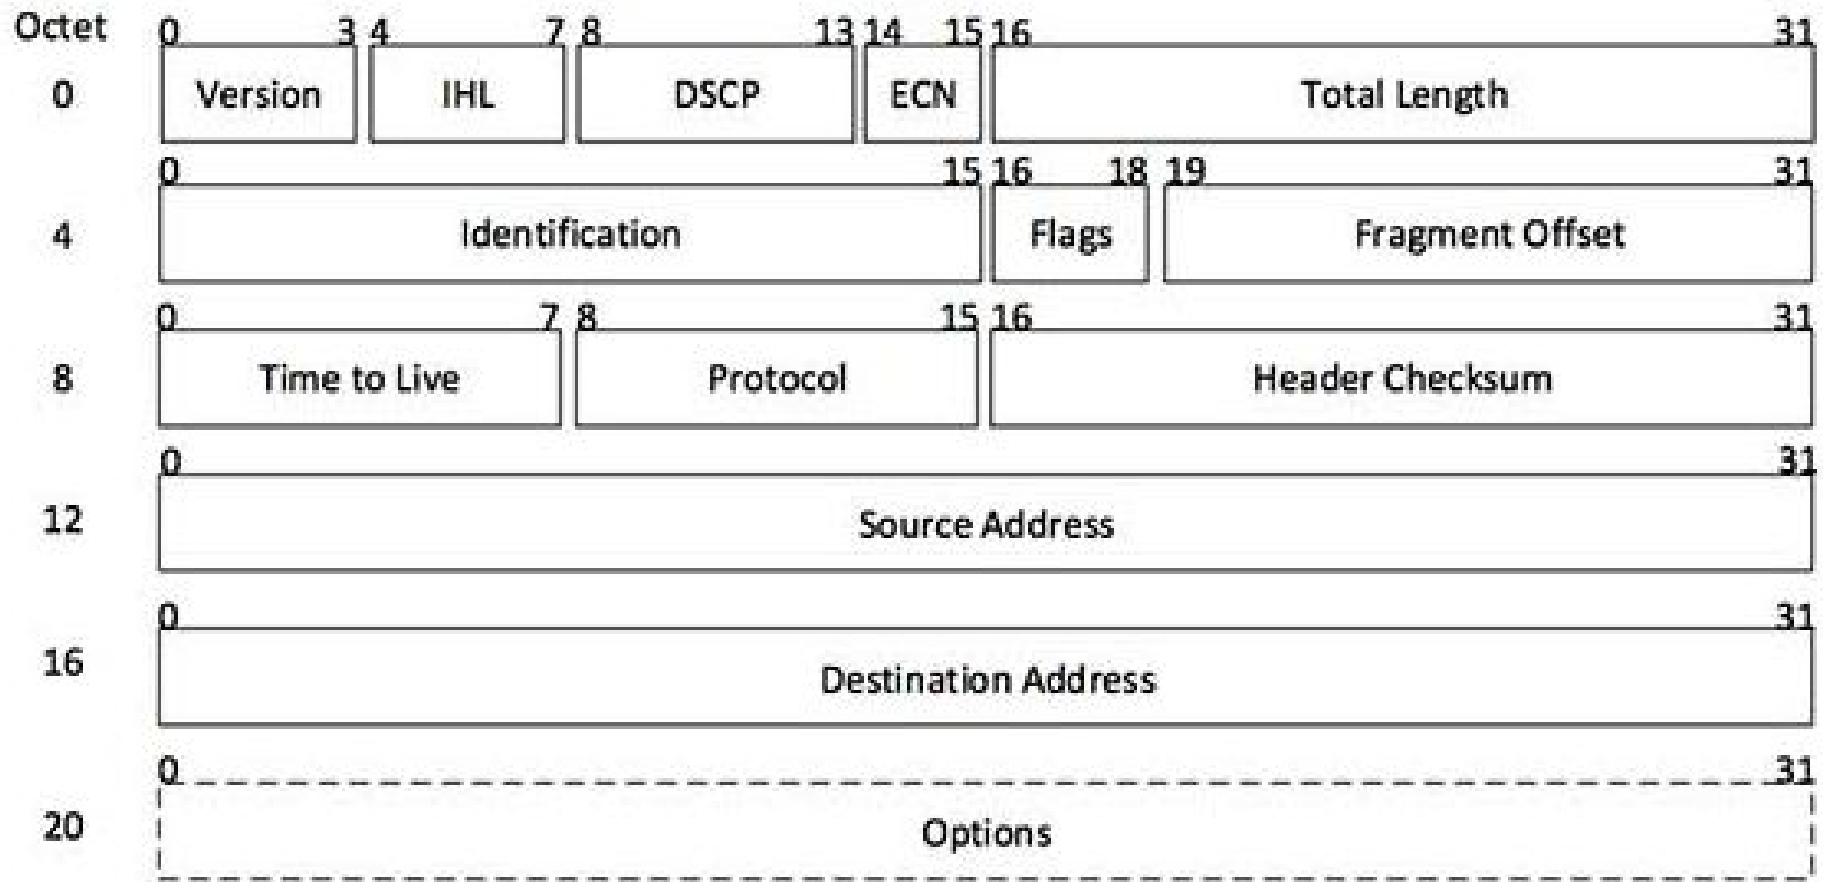 Octet 0 3 4 7 8 13 14 15 16 31
0 Version IHL DSCP ECN Total Length
0 15 16 18 19 31
4 Identification Flags Fragment Offset
0 7 8 15 16 31
8 Time to Live Protocol Header Checksum
0 31
12 Source Address
0 31
16 Destination Address
0 31
20 Options